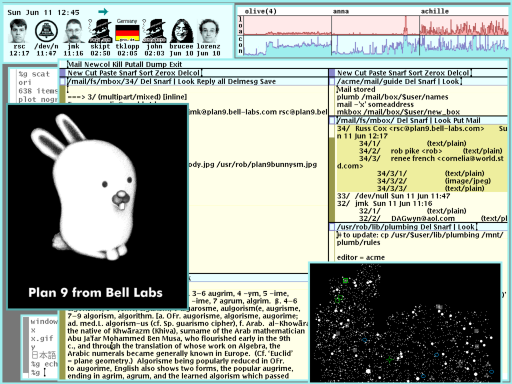 Sun Jun 11 12:45
Germany
rsc /dev/n jmk skipt tklopp john brucee lorenz
12:17 11:47 11:16 02:50 02:05 02:03 Jun 10 Jun 10
olive(4) anna achille
Mail Newcol Kill Putall Dump Exit
New Cut Paste Snarf Sort Zerox Delcol
/mail/fs/mbox/34/ Del Snarf | Look Reply all Delmesg Save
===> 3/ (multipart/mixed) [inline]
jmk@plan9.bell-labs.com rsc@plan9.bel
ody.jpg /usr/rob/plan9bunnysm.jpg
%g scat
ori
638 items
plot nogr
Plan 9 from Bell Labs
New Cut Paste Snarf Sort Zerox Delcol
/acme/mail/guide Del Snarf | Look
Mail stored
plumb /mail/box/$user/names
mail -'x' someaddress
mkbox /mail/box/$user/new_box
/mail/fs/mbox/ Del Snarf | Look Put Mail
34/ Russ Cox <rsc@plan9.bell-labs.com> Su
n Jun 11 12:17
34/1/ (text/plain)
34/2/ rob pike <rob> (text/plain)
34/3/ renee french <cornelia@world.st
d.com>
34/3/1/ (text/plain)
34/3/2/ (image/jpeg)
34/3/3/ (text/plain)
33/ /dev/null Sun Jun 11 11:47
32/ jmk Sun Jun 11 11:16
32/1/ (text/plain)
32/2/ DAGwyn@aol.com (text/pl
/usr/rob/lib/plumbing Del Snarf | Look
# to update: cp /usr/$user/lib/plumbing /mnt/
plumb/rules
editor = acme
3-6 augrim, 4 -ym, 5 -ime,
-ime, 7 agrum, algrim. β. 4-6
7-9 algorism, algorithm. [a. OFr. augorisme, algorisme, augorime;
ad. med.L. algorism-us (cf. Sp. guarismo cipher), f. Arab. al-Khowārazmī
the native of Khwārazm (Khiva), surname of the Arab mathematician
Abu Ja'far Mohammed Ben Musa, who flourished early in the 9th
c., and through the translation of whose work on Algebra, the
Arabic numerals became generally known in Europe. (Cf. 'Euclid'
= plane geometry.) Algorisme being popularly reduced in OFr.
to augorime, English also shows two forms, the popular augrime,
ending in agrim, agrum, and the learned algorism which passed
window
x
x.gif
y
日本語
%g echo
%g